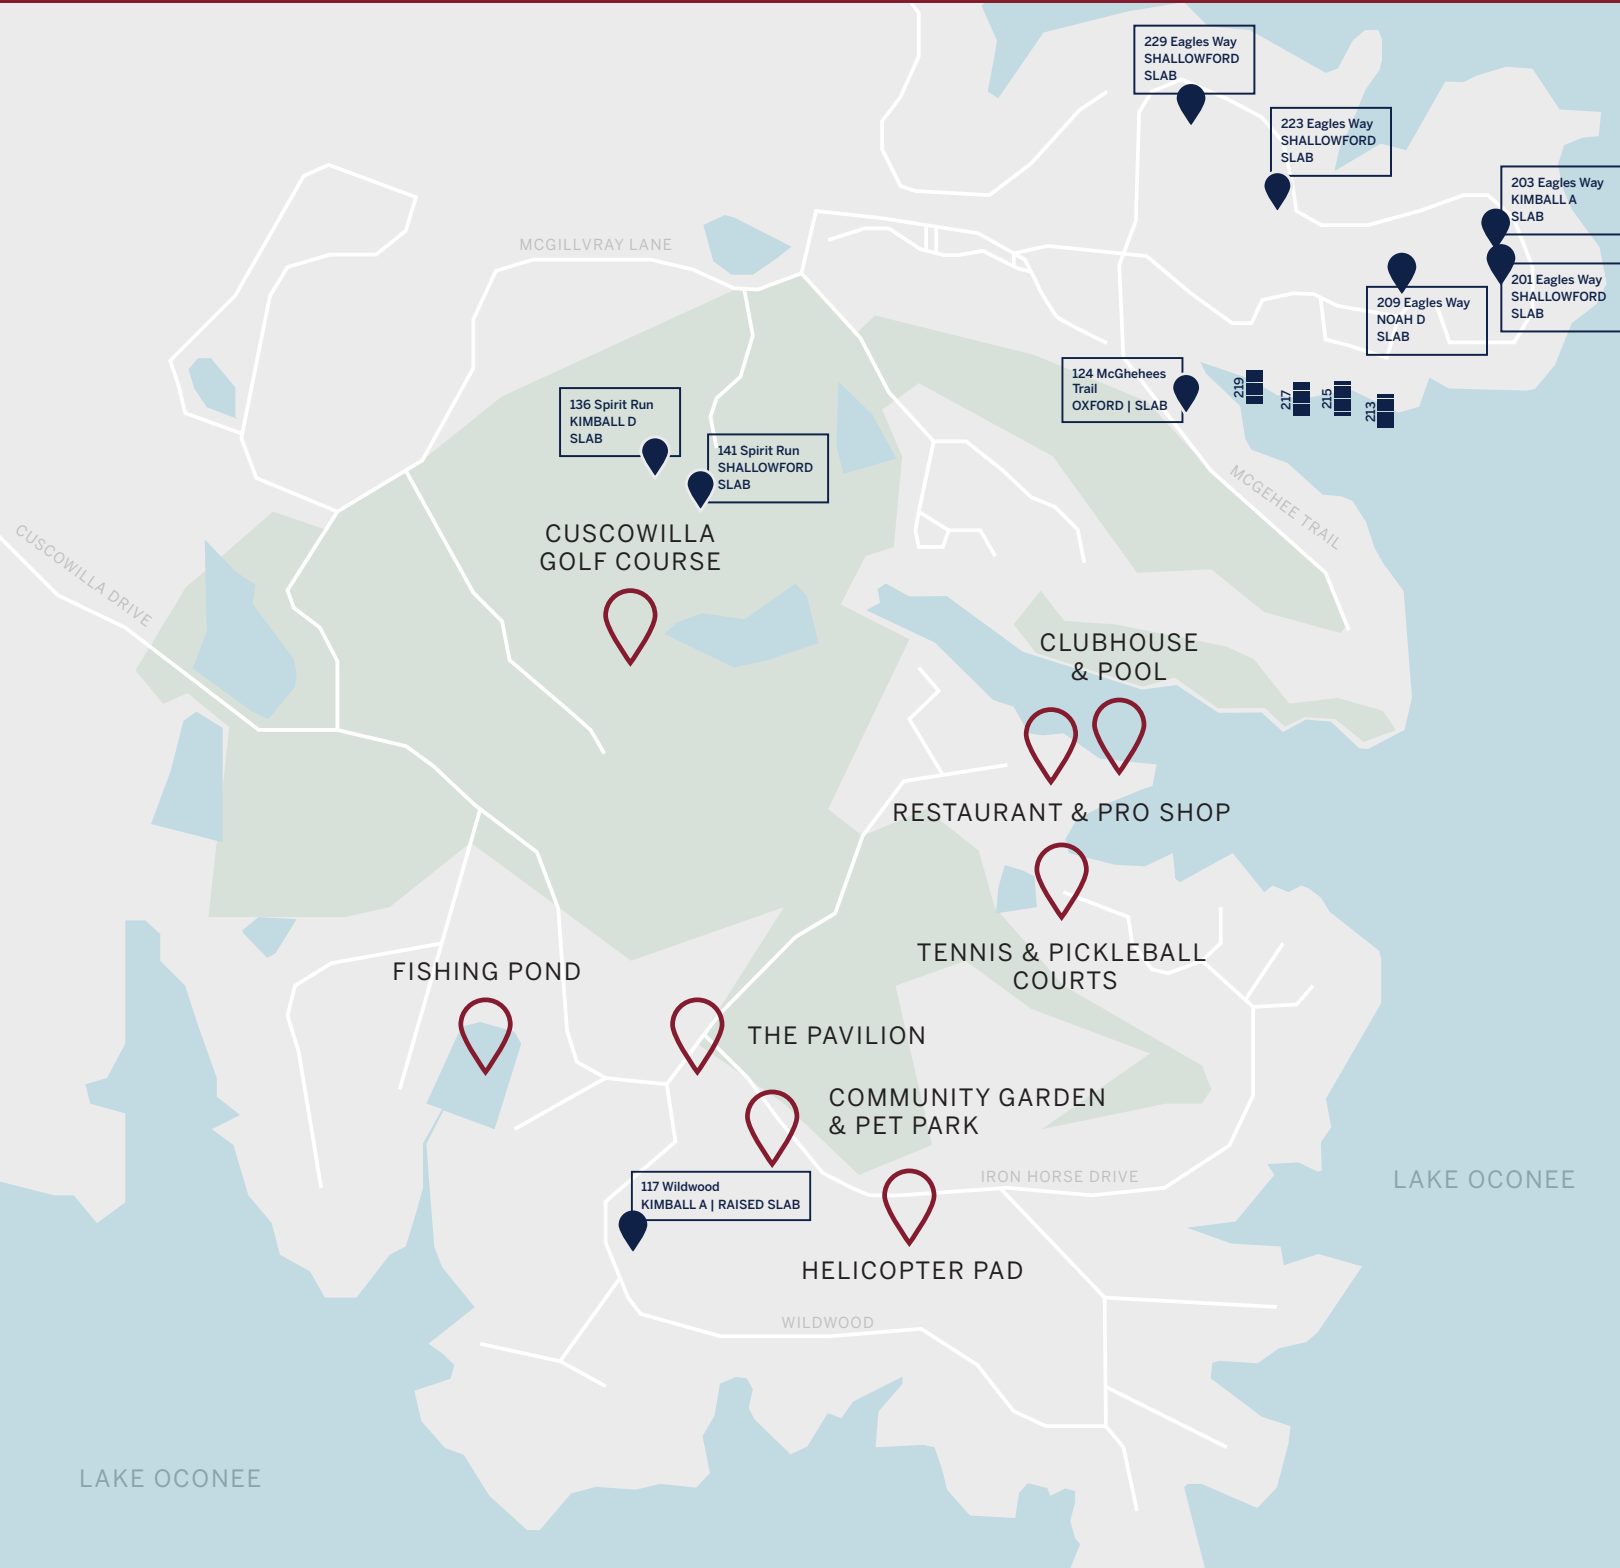 229 Eagles Way
SHALLOWFORD
SLAB
223 Eagles Way
SHALLOWFORD
SLAB
203 Eagles Way
KIMBALL A
SLAB
MCGILLVRAY LANE
201 Eagles Way
SHALLOWFORD
SLAB
209 Eagles Way
NOAH D
SLAB
124 McGhehees
Trail
OXFORD | SLAB
219
217
215
213
136 Spirit Run
KIMBALL D
SLAB
141 Spirit Run
SHALLOWFORD
SLAB
MCGEHEE TRAIL
CUSCOWILLA
GOLF COURSE
CUSCOWILLA DRIVE
CLUBHOUSE
& POOL
RESTAURANT & PRO SHOP
TENNIS & PICKLEBALL
COURTS
FISHING POND
THE PAVILION
COMMUNITY GARDEN
& PET PARK
IRON HORSE DRIVE
LAKE OCONEE
117 Wildwood
KIMBALL A | RAISED SLAB
HELICOPTER PAD
WILDWOOD
LAKE OCONEE